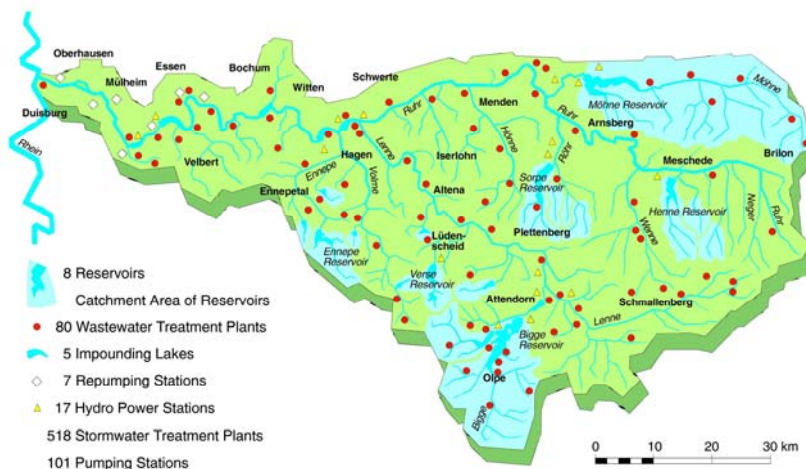 Oberhausen
Mülheim
Essen
Bochum
Witten
Schwerte
Duisburg
Rhein
Velbert
Ruhr
Menden
Möhne Reservoir
Möhne
Ruhr
Arnsberg
Brilon
Hagen
Lenne
Iserlohn
Hönne
Röhr
Meschede
Ennepe
Volme
Ennepetal
Altena
Sorpe
Reservoir
Henne Reservoir
Neger
Ruhr
Wenne
Plettenberg
Lüden-
scheid
Ennepe
Reservoir
Verse
Reservoir
Attendorn
Schmallenberg
Lenne
Bigge
Reservoir
Olpe
Bigge
8 Reservoirs
Catchment Area of Reservoirs
80 Wastewater Treatment Plants
5 Impounding Lakes
7 Repumping Stations
17 Hydro Power Stations
518 Stormwater Treatment Plants
101 Pumping Stations
0 10 20 30 km